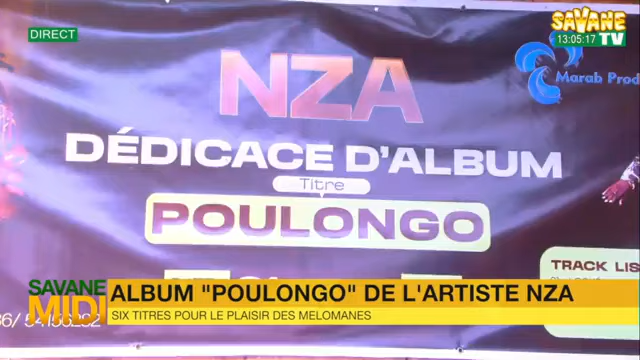 DIRECT
SAVANE
TV
13:05:17
Marab Prod
NZA
DÉDICACE D'ALBUM
Titre
POULONGO
TRACK LIS
SAVANE
MIDI
ALBUM "POULONGO" DE L'ARTISTE NZA
SIX TITRES POUR LE PLAISIR DES MELOMANES